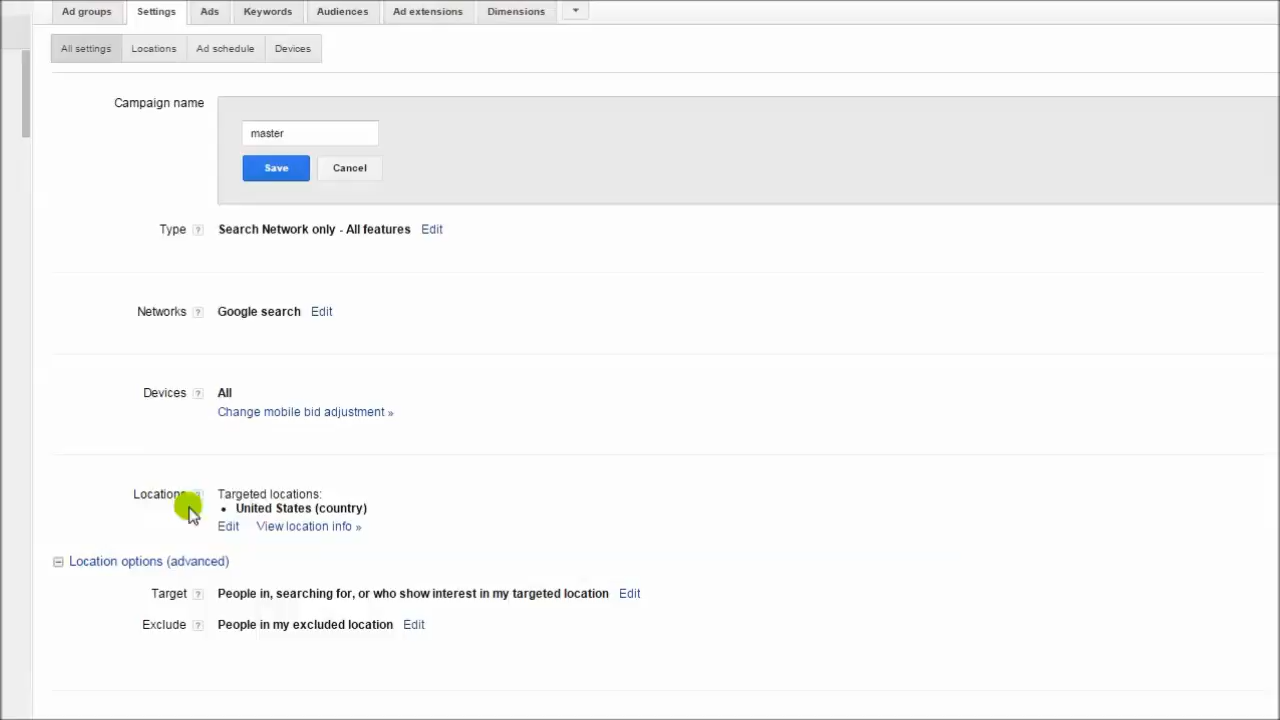 Ad groups Settings Ads Keywords Audiences Ad extensions Dimensions
All settings Locations Ad schedule Devices
Campaign name
master
Save Cancel
Type ? Search Network only - All features Edit
Networks ? Google search Edit
Devices ? All
Change mobile bid adjustment »
Locations ? Targeted locations:
• United States (country)
Edit View location info »
Location options (advanced)
Target ? People in, searching for, or who show interest in my targeted location Edit
Exclude ? People in my excluded location Edit